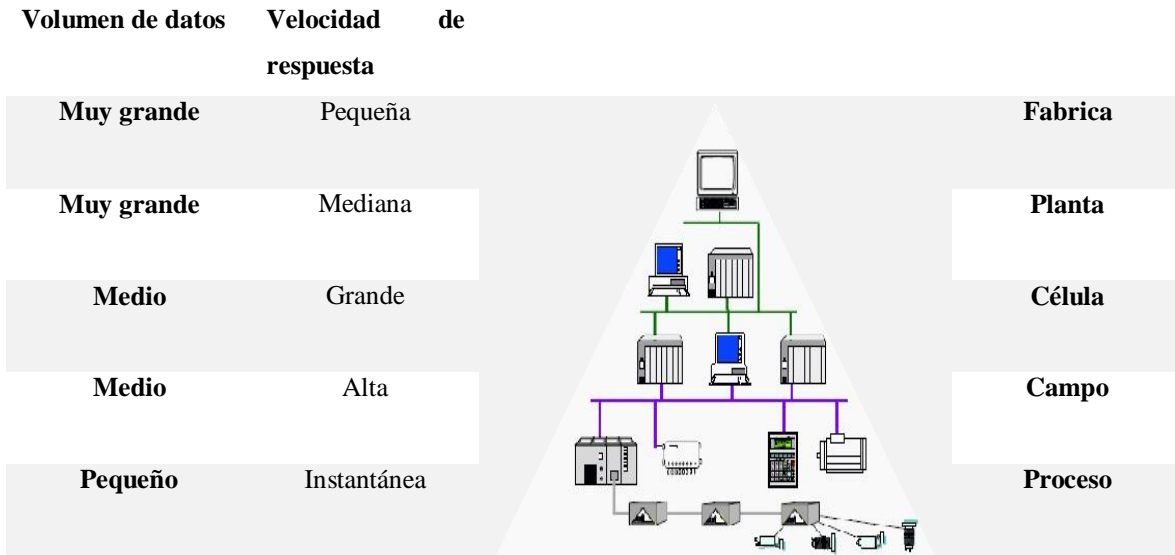 Volumen de datos Velocidad de
respuesta
Muy grande Pequeña Fabrica
Muy grande Mediana Planta
Medio Grande Célula
Medio Alta Campo
Pequeño Instantánea Proceso